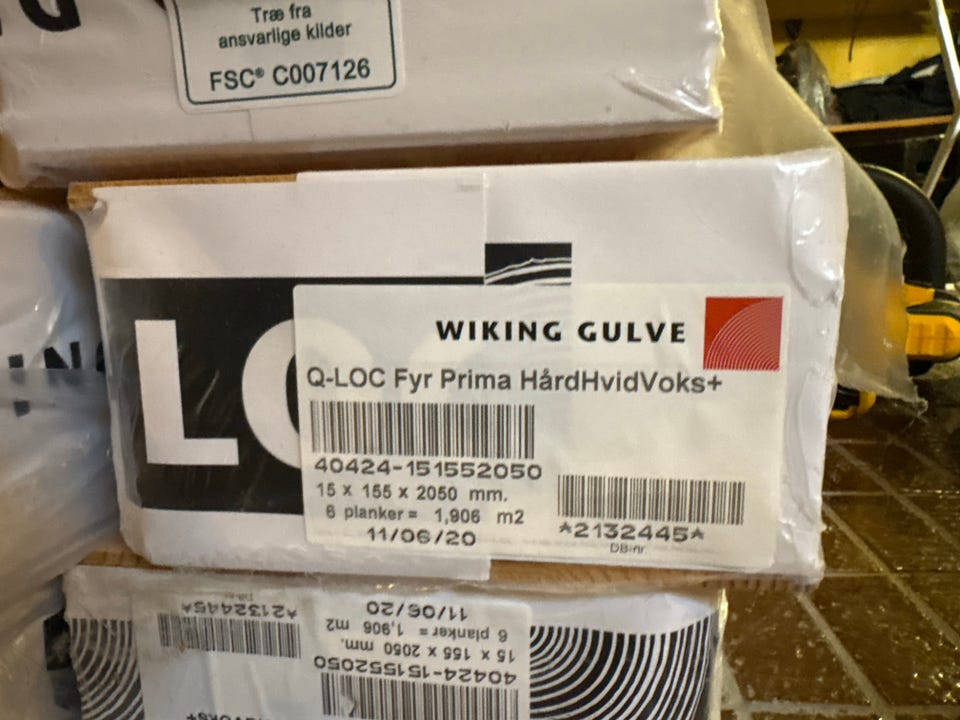 Træ fra
ansvarlige kilder
FSC® C007126
LO
WIKING GULVE
Q-LOC Fyr Prima HårdHvidVoks+
40424-151552050
15 x 155 x 2050 mm.
6 planker= 1,906 m2
11/06/20
*2132445*
DB-nr
40424-151552050
15 x 155 x 2050 mm.
6 planker= 1,906 m2
11/06/20
*2132445*